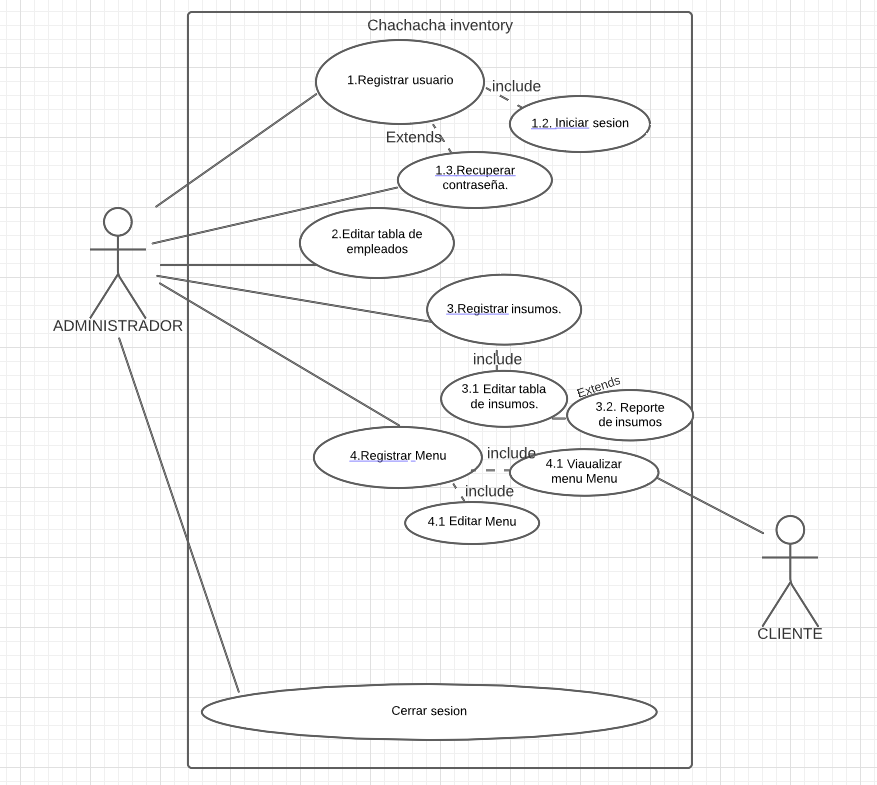 Chachacha inventory
1.Registrar usuario
include
1.2. Iniciar sesion
Extends
1.3.Recuperar
contraseña.
2.Editar tabla de
empleados
3.Registrar insumos.
ADMINISTRADOR
include
3.1 Editar tabla
de insumos.
Extends
3.2. Reporte
de insumos
4.Registrar Menu
include
4.1 Viaualizar
menu Menu
include
4.1 Editar Menu
CLIENTE
Cerrar sesion